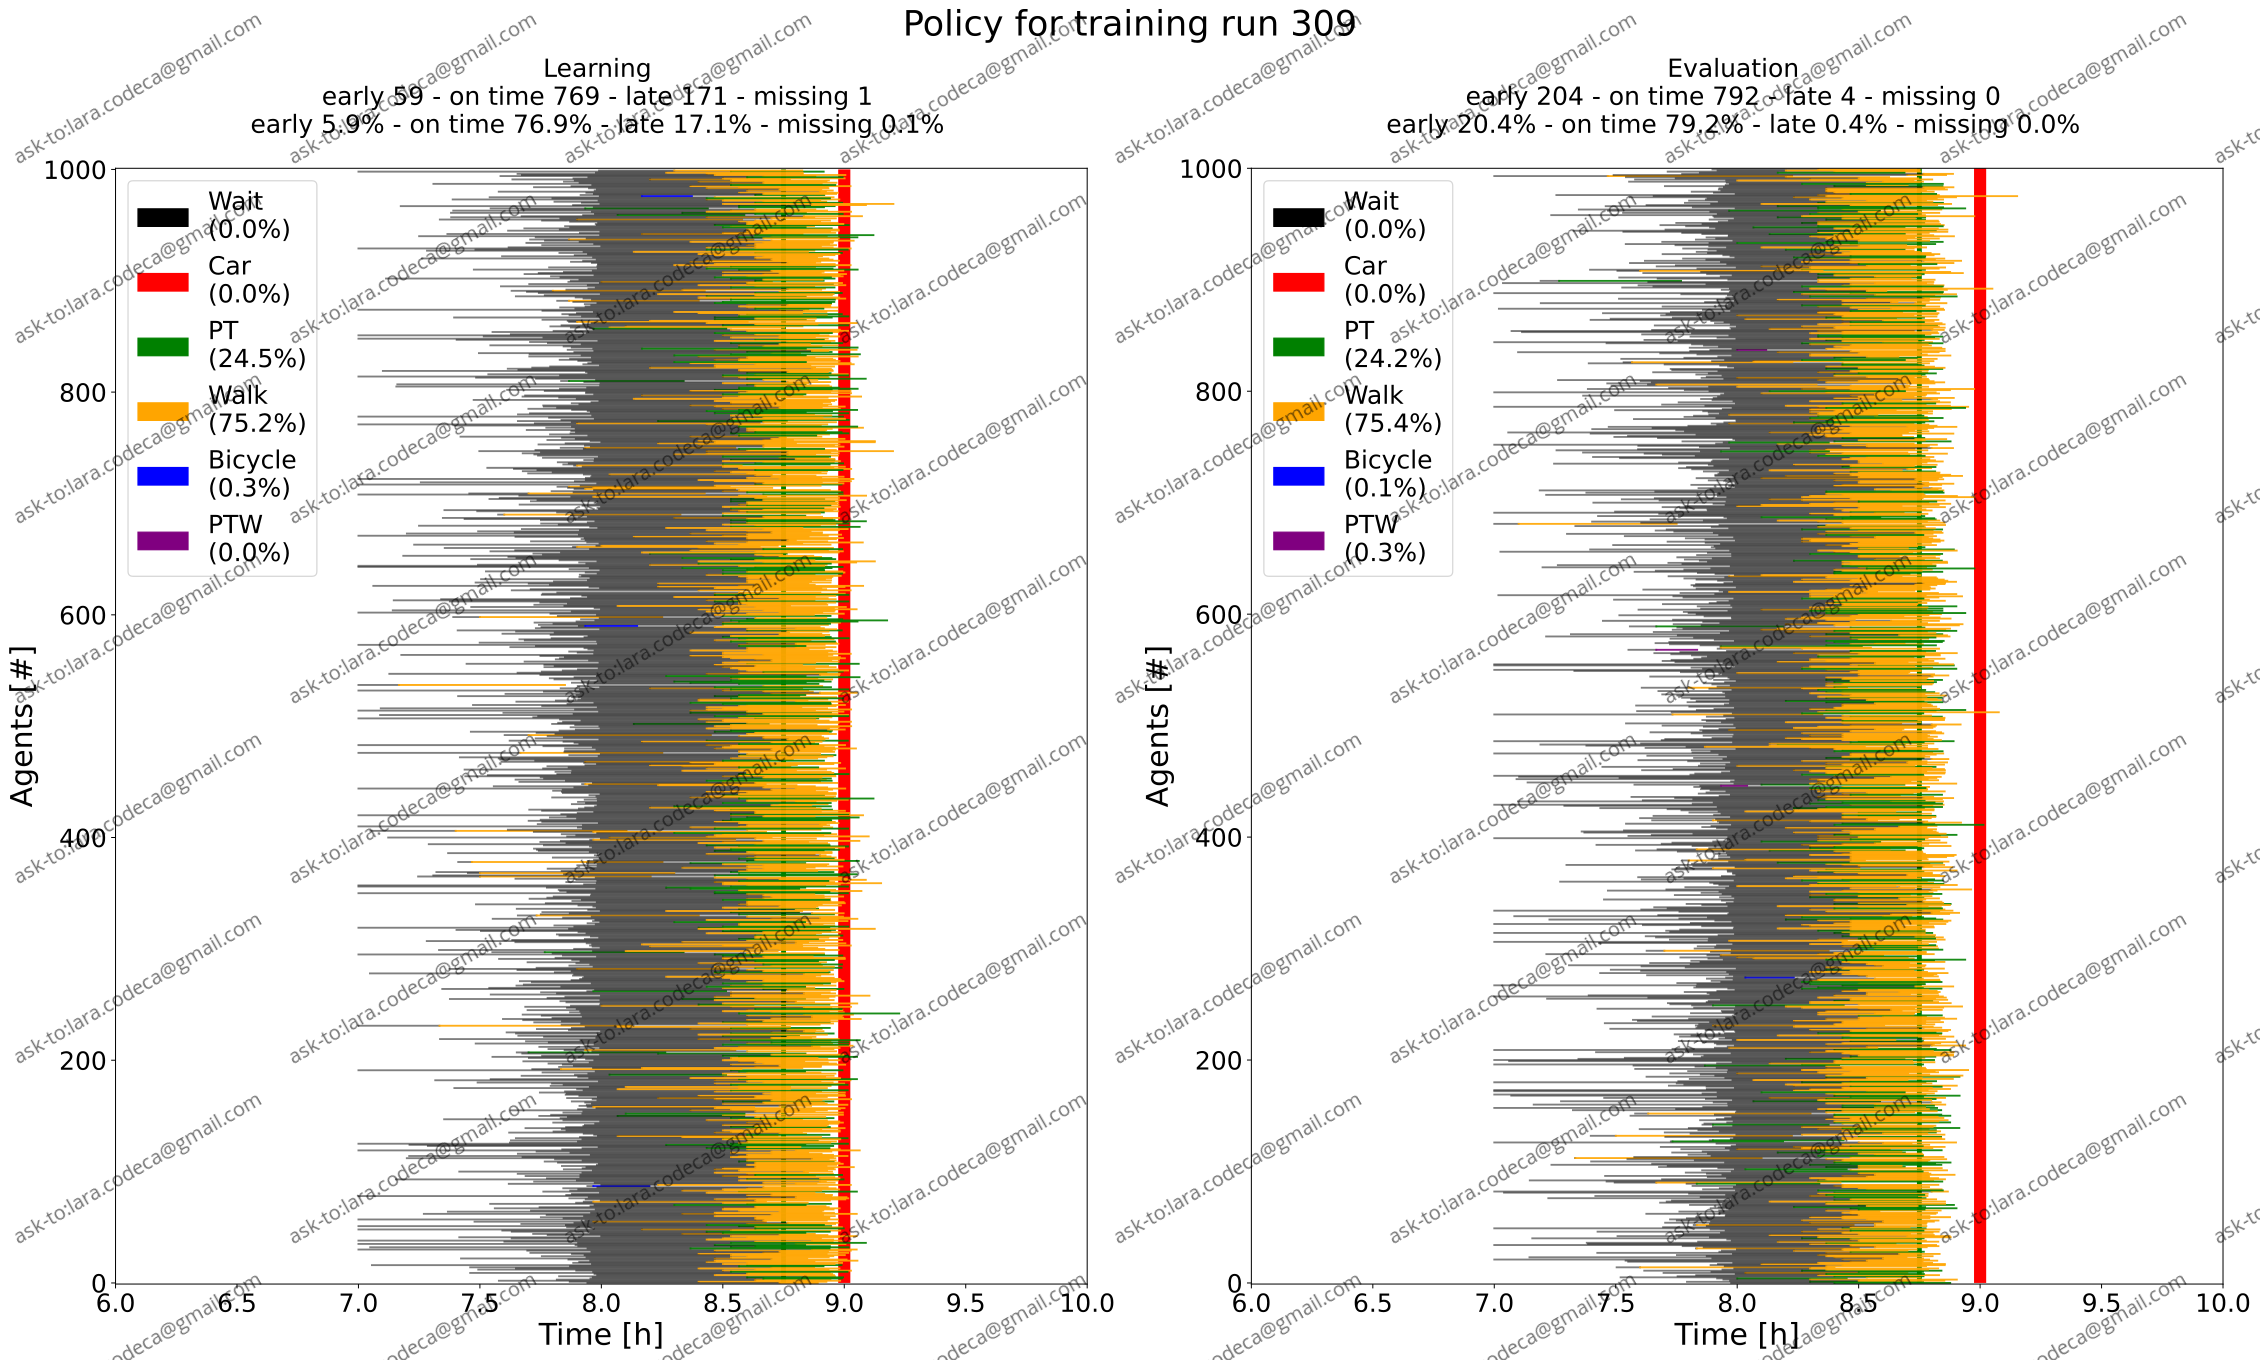 Policy for training run 309
Learning
early 59 - on time 769 - late 171 - missing 1
early 5.9% - on time 76.9% - late 17.1% - missing 0.1%
Agents [#]
1000
800
600
400
200
0
Wait
(0.0%)
Car
(0.0%)
PT
(24.5%)
Walk
(75.2%)
Bicycle
(0.3%)
PTW
(0.0%)
6.0 6.5 7.0 7.5 8.0 8.5 9.0 9.5 10.0
Time [h]
Evaluation
early 204 - on time 792 - late 4 - missing 0
early 20.4% - on time 79.2% - late 0.4% - missing 0.0%
Agents [#]
1000
800
600
400
200
0
Wait
(0.0%)
Car
(0.0%)
PT
(24.2%)
Walk
(75.4%)
Bicycle
(0.1%)
PTW
(0.3%)
6.0 6.5 7.0 7.5 8.0 8.5 9.0 9.5 10.0
Time [h]
ask-to:lara.codeca@gmail.com